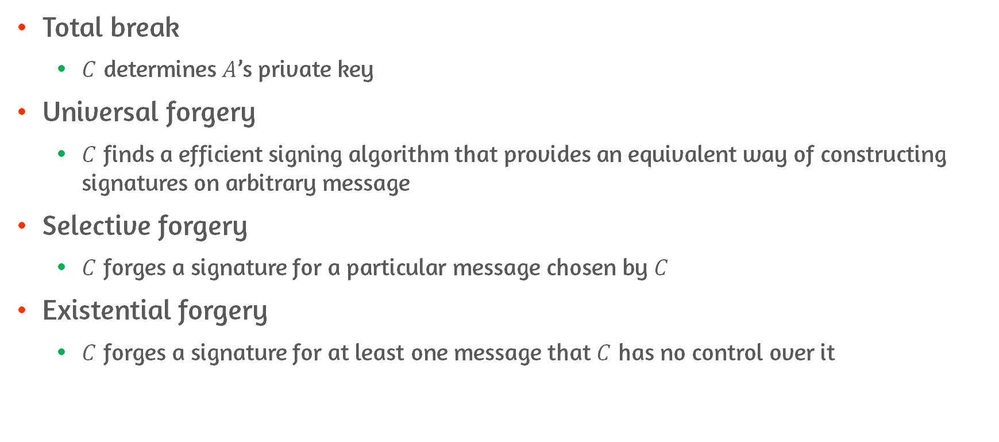 • Total break
• C determines A’s private key
• Universal forgery
• C finds a efficient signing algorithm that provides an equivalent way of constructing
signatures on arbitrary message
• Selective forgery
• C forges a signature for a particular message chosen by C
• Existential forgery
• C forges a signature for at least one message that C has no control over it